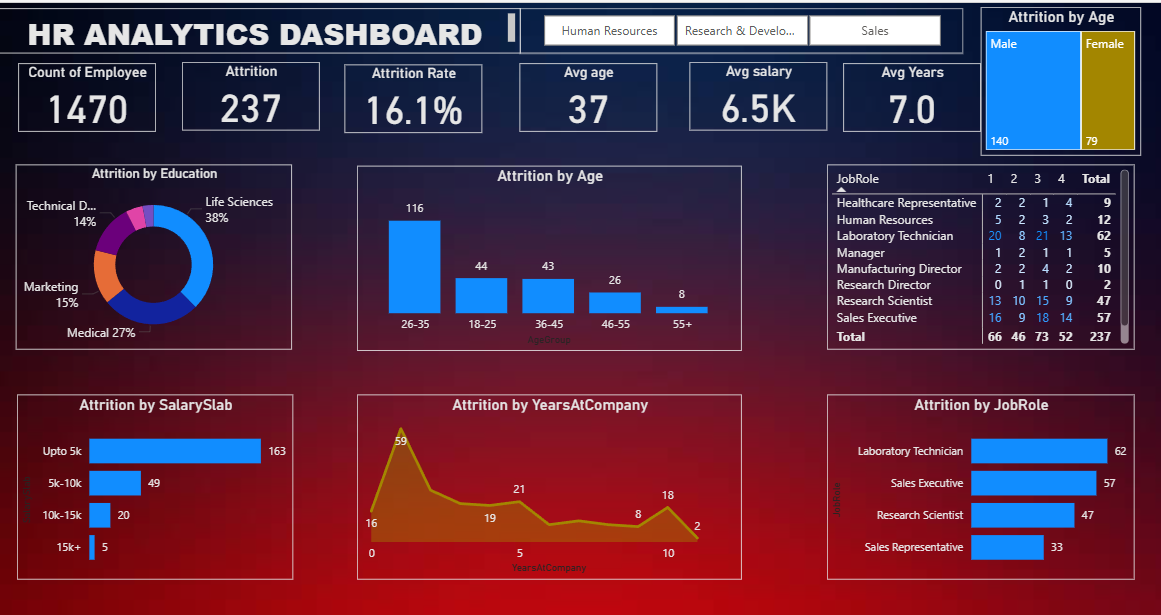 HR ANALYTICS DASHBOARD
Human Resources Research & Develo... Sales
Attrition by Age
Male Female
140 79
Count of Employee
1470
Attrition
237
Attrition Rate
16.1%
Avg age
37
Avg salary
6.5K
Avg Years
7.0
Attrition by Education
Life Sciences
38%
Technical D...
14%
Marketing
15%
Medical 27%
Attrition by Age
116
44
43
26
8
26-35 18-25 36-45 46-55 55+
AgeGroup
JobRole 1 2 3 4 Total
Healthcare Representative 2 2 1 4 9
Human Resources 5 2 3 2 12
Laboratory Technician 20 8 21 13 62
Manager 1 2 1 1 5
Manufacturing Director 2 2 4 2 10
Research Director 0 1 1 0 2
Research Scientist 13 10 15 9 47
Sales Executive 16 9 18 14 57
Total 66 46 73 52 237
Attrition by SalarySlab
Upto 5k 163
5k-10k 49
10k-15k 20
15k+ 5
Attrition by YearsAtCompany
59
16
19
21
8
18
2
0 5 10
YearsAtCompany
Attrition by JobRole
JobRole
Laboratory Technician 62
Sales Executive 57
Research Scientist 47
Sales Representative 33